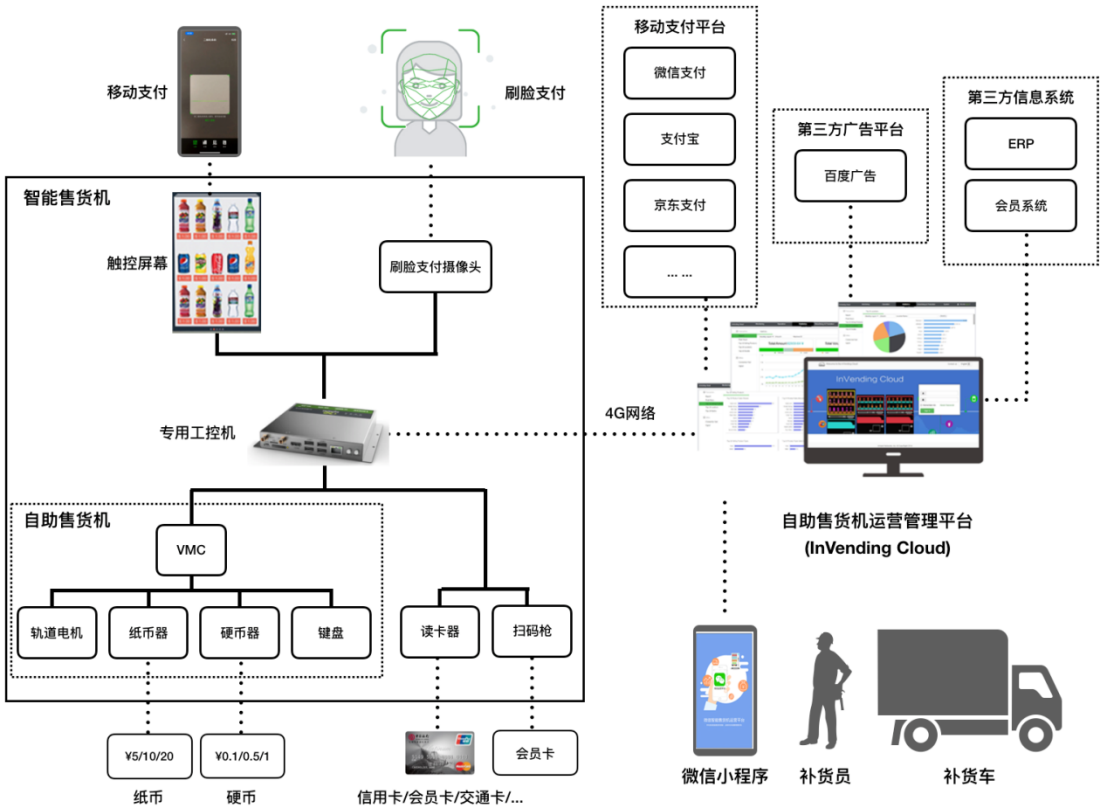 移动支付
刷脸支付
移动支付平台
微信支付
支付宝
京东支付
... ...
第三方广告平台
百度广告
第三方信息系统
ERP
会员系统
智能售货机
触控屏幕
刷脸支付摄像头
专用工控机
4G网络
InVending Cloud
自助售货机运营管理平台
(InVending Cloud)
自助售货机
VMC
轨道电机
纸币器
硬币器
键盘
读卡器
扫码枪
¥5/10/20
¥0.1/0.5/1
会员卡
纸币
硬币
信用卡/会员卡/交通卡/...
微信小程序
补货员
补货车